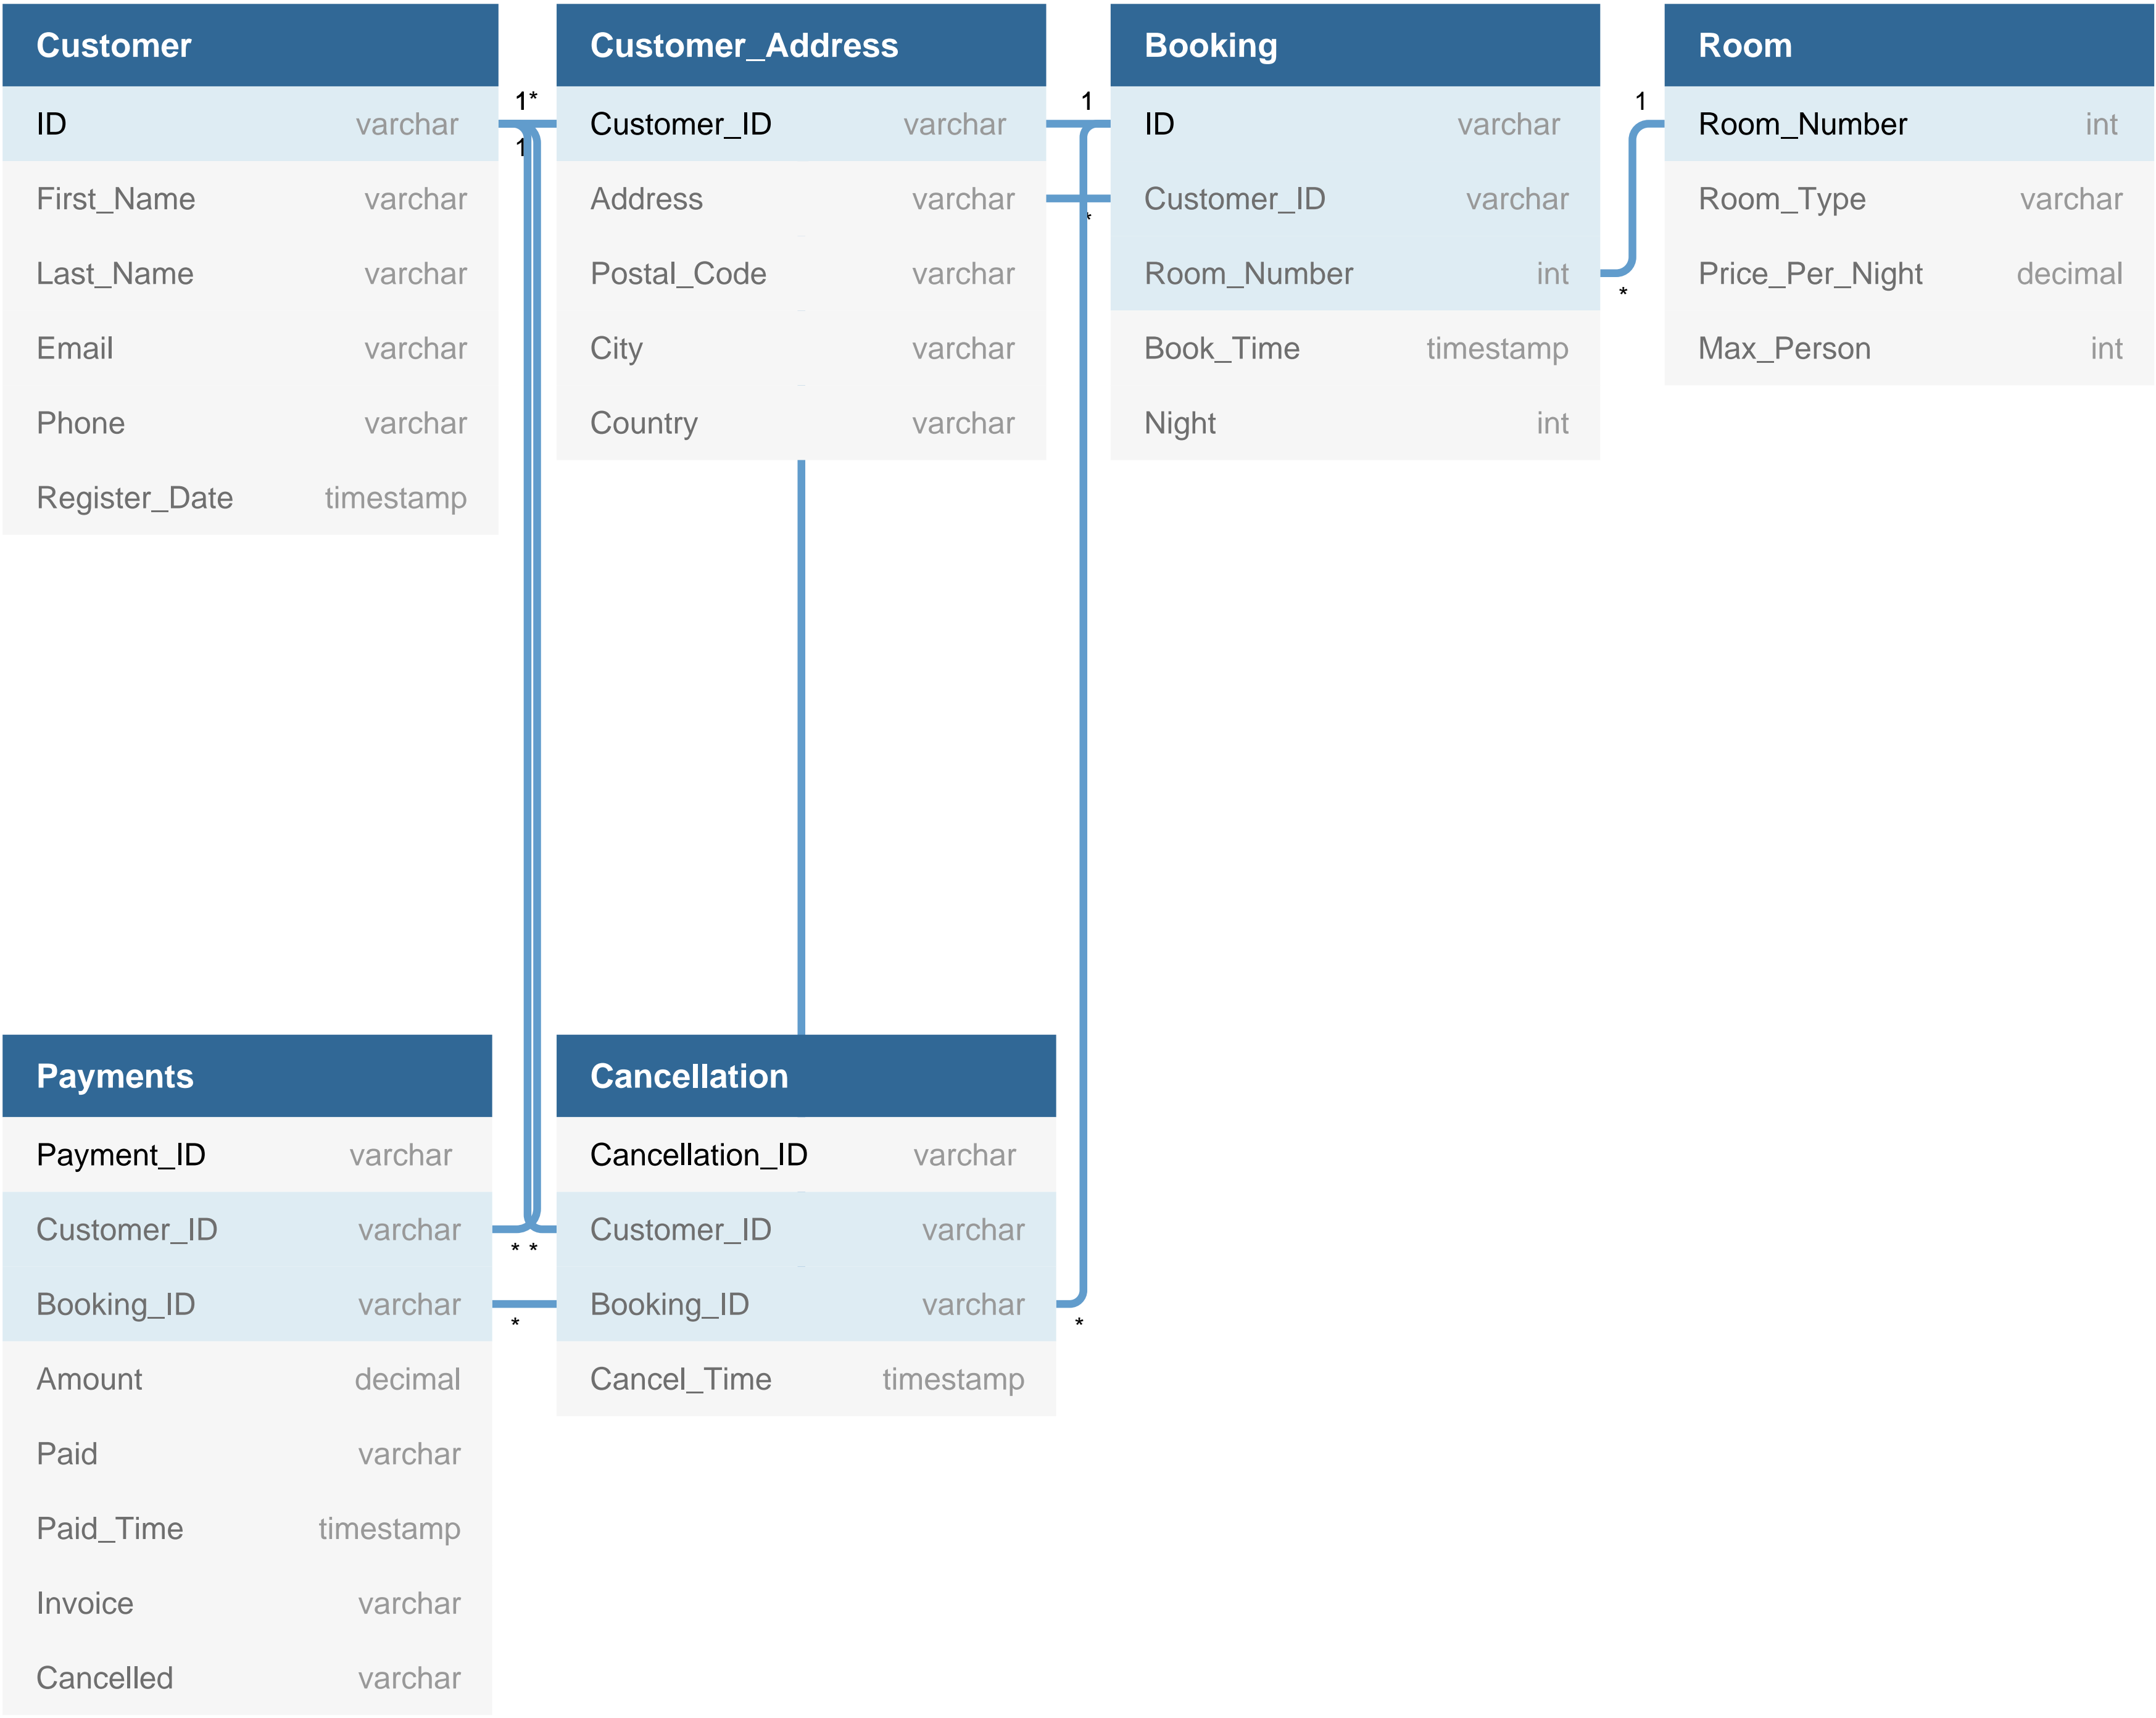 Customer
ID varchar
First_Name varchar
Last_Name varchar
Email varchar
Phone varchar
Register_Date timestamp
1*
1
Customer_Address
Customer_ID varchar
Address varchar
Postal_Code varchar
City varchar
Country varchar
1
*
Booking
ID varchar
Customer_ID varchar
Room_Number int
Book_Time timestamp
Night int
1
*
Room
Room_Number int
Room_Type varchar
Price_Per_Night decimal
Max_Person int
Payments
Payment_ID varchar
Customer_ID varchar
Booking_ID varchar
Amount decimal
Paid varchar
Paid_Time timestamp
Invoice varchar
Cancelled varchar
* *
*
Cancellation
Cancellation_ID varchar
Customer_ID varchar
Booking_ID varchar
Cancel_Time timestamp
*